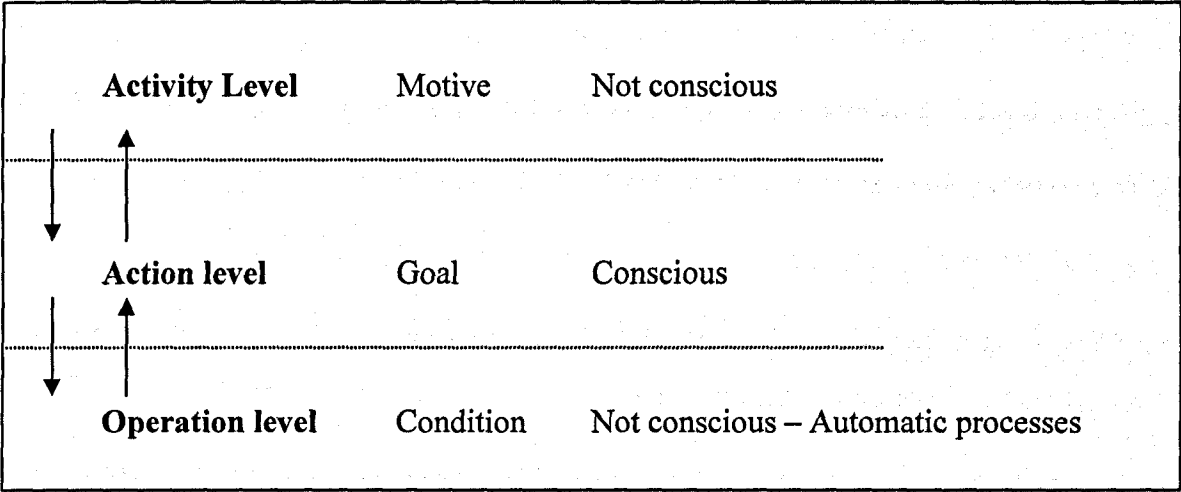 Activity Level Motive Not conscious
Action level Goal Conscious
Operation level Condition Not conscious – Automatic processes